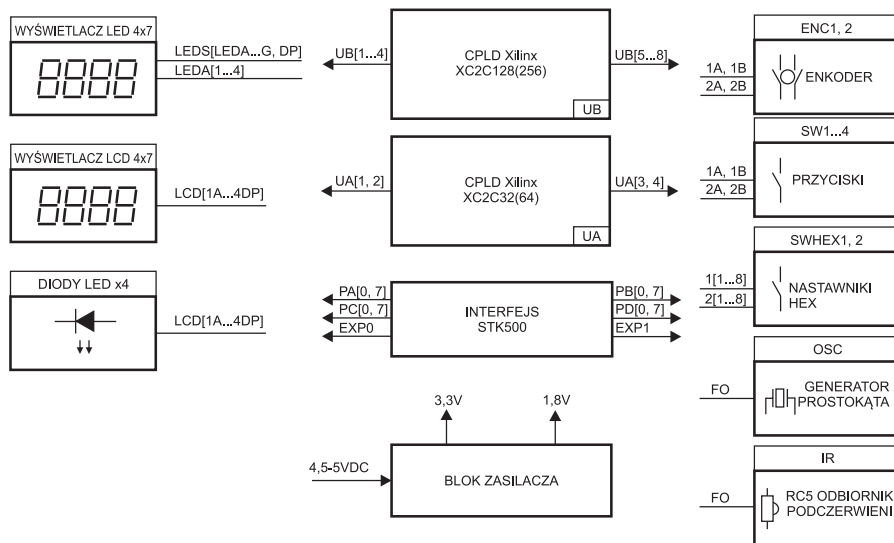 WYŚWIETLACZ LED 4x7
LEDS[LEDA...G, DP]
LEDA[1...4]
WYŚWIETLACZ LCD 4x7
LCD[1A...4DP]
DIODY LED x4
LCD[1A...4DP]
UB[1...4]
CPLD Xilinx
XC2C128(256)
UB
UB[5...8]
UA[1, 2]
CPLD Xilinx
XC2C32(64)
UA
UA[3, 4]
PA[0, 7]
PC[0, 7]
EXP0
INTERFEJS
STK500
PB[0, 7]
PD[0, 7]
EXP1
3,3V
1,8V
4,5-5VDC
BLOK ZASILACZA
ENC1, 2
1A, 1B
2A, 2B
ENKODER
SW1...4
1A, 1B
2A, 2B
PRZYCISKI
SWHEX1, 2
1[1...8]
2[1...8]
NASTAWNIKI
HEX
OSC
FO
GENERATOR
PROSTOKĄTA
IR
FO
RC5 ODBIORNIK
PODCZERWIENI